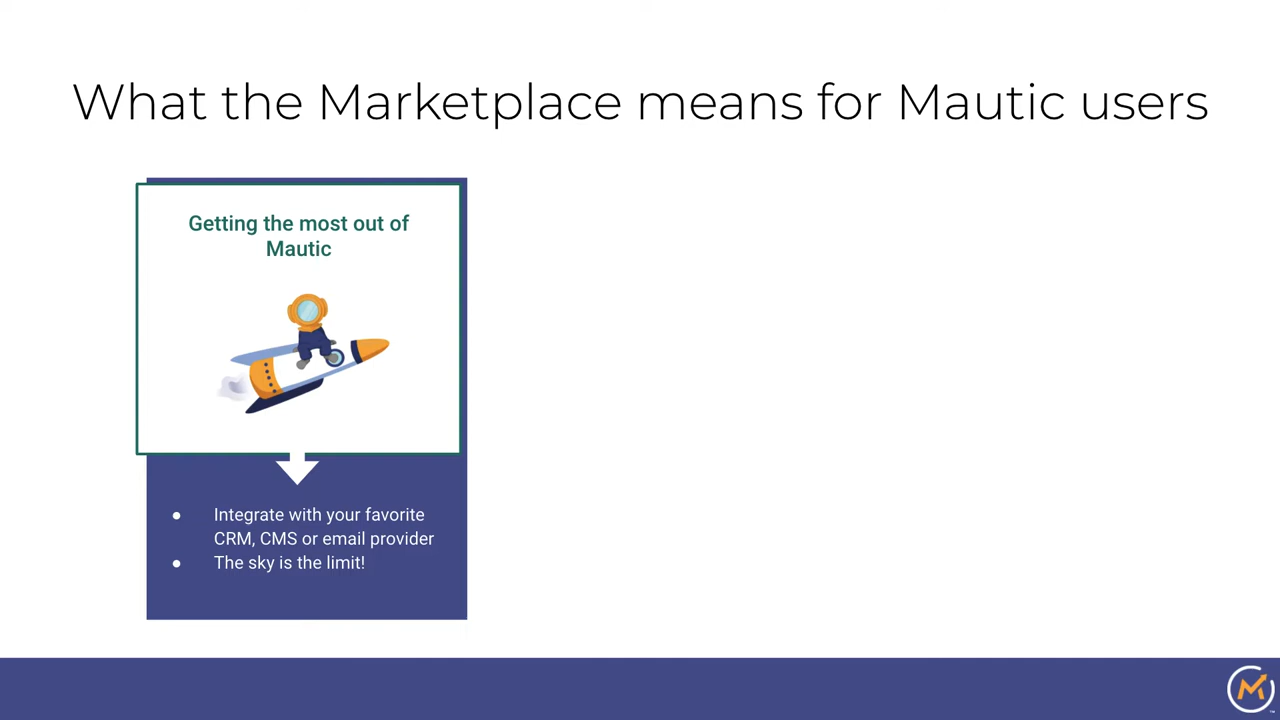 What the Marketplace means for Mautic users
Getting the most out of
Mautic
● Integrate with your favorite
CRM, CMS or email provider
● The sky is the limit!